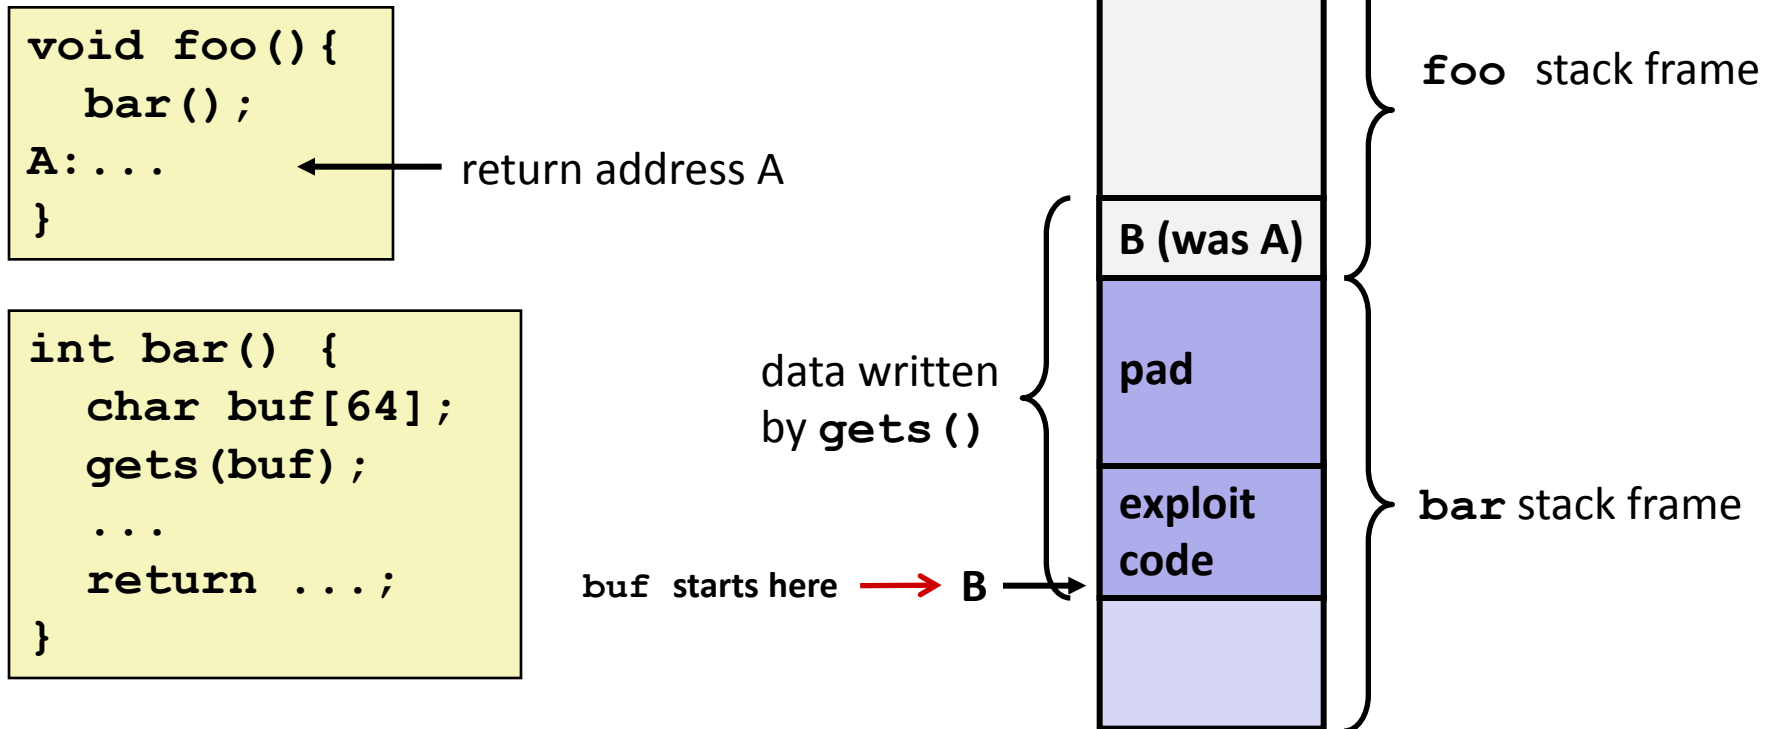 void foo(){
bar();
A:...
}
return address A
int bar() {
char buf[64];
gets(buf);
...
return ...;
}
data written
by gets()
buf starts here
B
B (was A)
pad
exploit
code
foo stack frame
bar stack frame